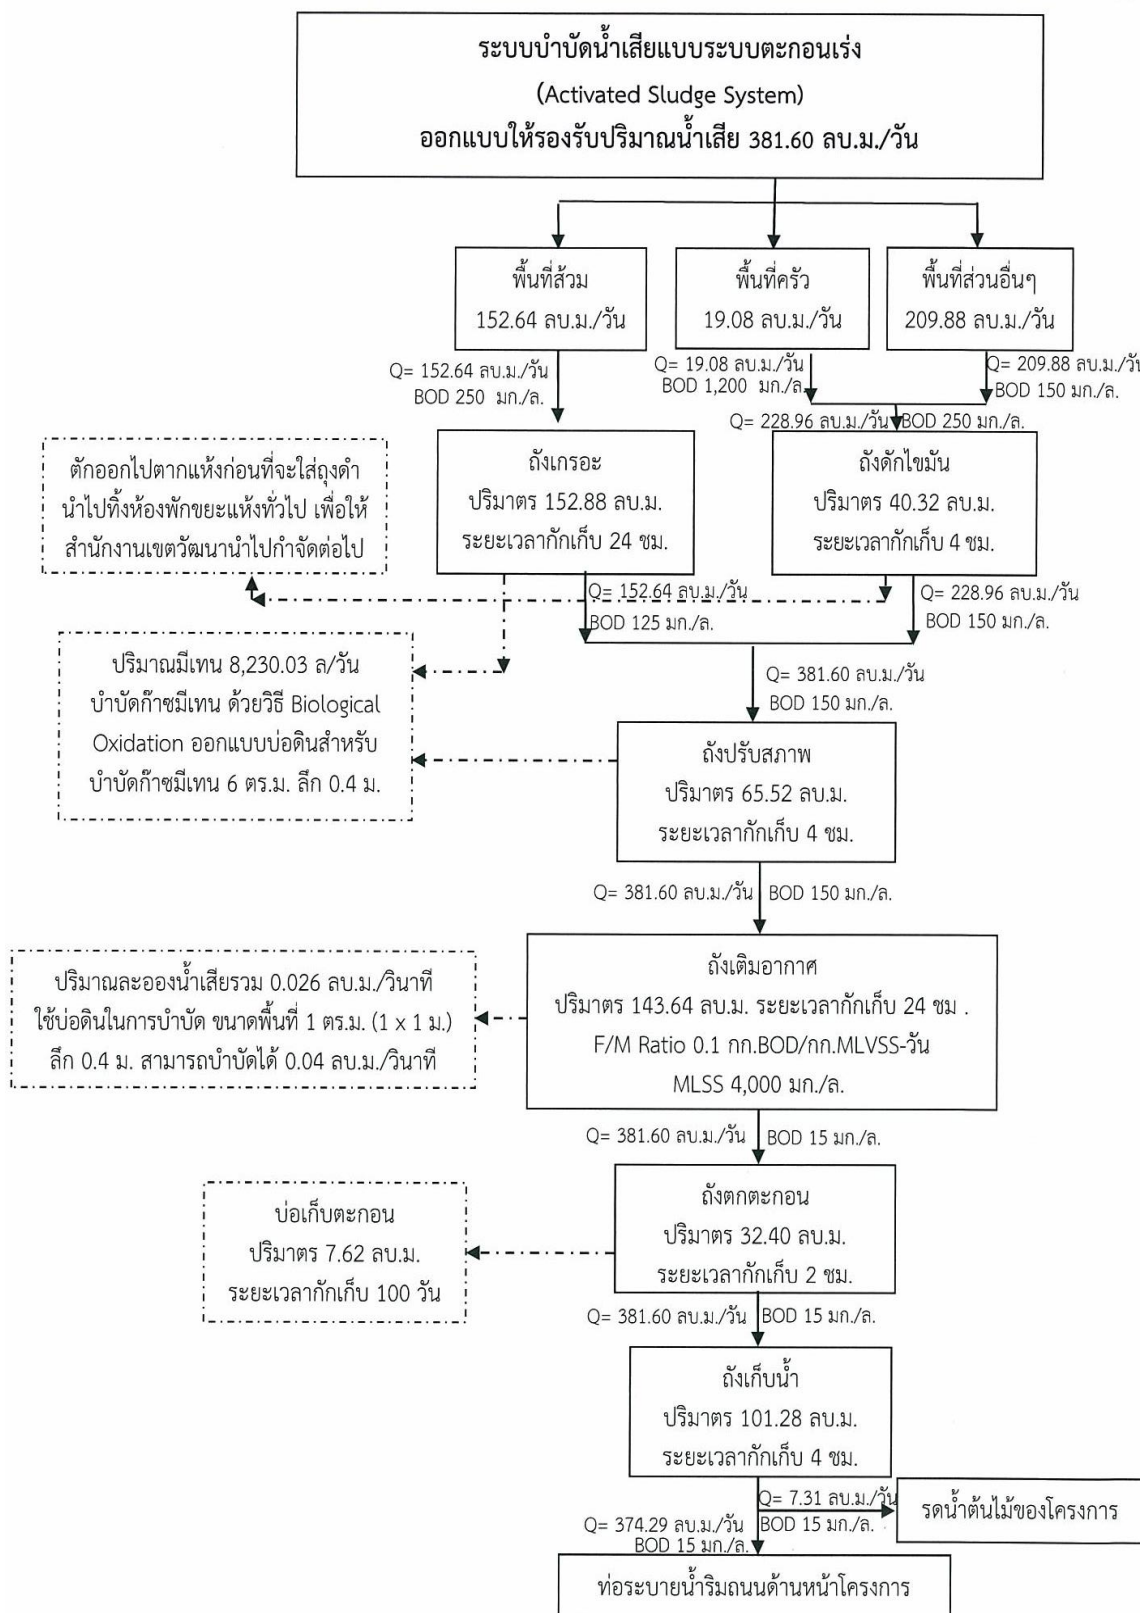 ระบบบำบัดน้ำเสียแบบระบบตะกอนเร่ง
(Activated Sludge System)
ออกแบบให้รองรับปริมาณน้ำเสีย 381.60 ลบ.ม./วัน
พื้นที่ส้วม
152.64 ลบ.ม./วัน
พื้นที่ครัว
19.08 ลบ.ม./วัน
พื้นที่ส่วนอื่นๆ
209.88 ลบ.ม./วัน
Q= 152.64 ลบ.ม./วัน
BOD 250 มก./ล.
Q= 19.08 ลบ.ม./วัน
BOD 1,200 มก./ล.
Q= 209.88 ลบ.ม./วัน
BOD 150 มก./ล.
Q= 228.96 ลบ.ม./วัน BOD 250 มก./ล.
ตักออกไปตากแห้งก่อนที่จะใส่ถุงดำ
นำไปทิ้งห้องพักขยะแห้งทั่วไป เพื่อให้
สำนักงานเขตวัฒนานำไปกำจัดต่อไป
ถังเกรอะ
ปริมาตร 152.88 ลบ.ม.
ระยะเวลากักเก็บ 24 ชม.
ถังดักไขมัน
ปริมาตร 40.32 ลบ.ม.
ระยะเวลากักเก็บ 4 ชม.
Q= 152.64 ลบ.ม./วัน
BOD 125 มก./ล.
Q= 228.96 ลบ.ม./วัน
BOD 150 มก./ล.
ปริมาณมีเทน 8,230.03 ล/วัน
บำบัดก๊าซมีเทน ด้วยวิธี Biological
Oxidation ออกแบบบ่อดินสำหรับ
บำบัดก๊าซมีเทน 6 ตร.ม. ลึก 0.4 ม.
Q= 381.60 ลบ.ม./วัน
BOD 150 มก./ล.
ถังปรับสภาพ
ปริมาตร 65.52 ลบ.ม.
ระยะเวลากักเก็บ 4 ชม.
Q= 381.60 ลบ.ม./วัน BOD 150 มก./ล.
ปริมาณละอองน้ำเสียรวม 0.026 ลบ.ม./วินาที
ใช้บ่อดินในการบำบัด ขนาดพื้นที่ 1 ตร.ม. (1 x 1 ม.)
ลึก 0.4 ม. สามารถบำบัดได้ 0.04 ลบ.ม./วินาที
ถังเติมอากาศ
ปริมาตร 143.64 ลบ.ม. ระยะเวลากักเก็บ 24 ชม .
F/M Ratio 0.1 กก.BOD/กก.MLVSS-วัน
MLSS 4,000 มก./ล.
Q= 381.60 ลบ.ม./วัน BOD 15 มก./ล.
บ่อเก็บตะกอน
ปริมาตร 7.62 ลบ.ม.
ระยะเวลากักเก็บ 100 วัน
ถังตกตะกอน
ปริมาตร 32.40 ลบ.ม.
ระยะเวลากักเก็บ 2 ชม.
Q= 381.60 ลบ.ม./วัน BOD 15 มก./ล.
ถังเก็บน้ำ
ปริมาตร 101.28 ลบ.ม.
ระยะเวลากักเก็บ 4 ชม.
Q= 7.31 ลบ.ม./วัน
BOD 15 มก./ล.
รดน้ำต้นไม้ของโครงการ
Q= 374.29 ลบ.ม./วัน
BOD 15 มก./ล.
ท่อระบายน้ำริมถนนด้านหน้าโครงการ